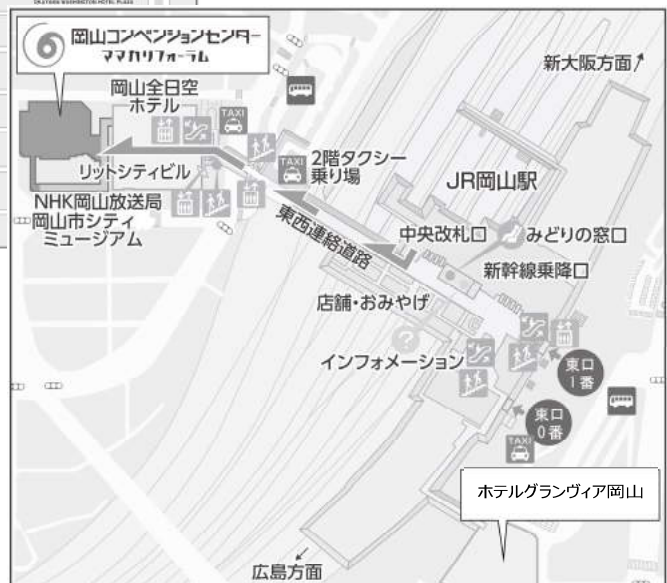 OKAYAMA WASHINGTON HOTEL PLAZA
岡山コンベンションセンター
ママカリフォーラム
新大阪方面
岡山全日空
ホテル
TAXI
TAXI
2階タクシー
乗り場
JR岡山駅
リットシティビル
NHK岡山放送局
岡山市シティ
ミュージアム
東西連絡道路
中央改札口
みどりの窓口
新幹線乗降口
店舗・おみやげ
?
インフォメーション
東口
1番
東口
0番
TAXI
ホテルグランヴィア岡山
広島方面